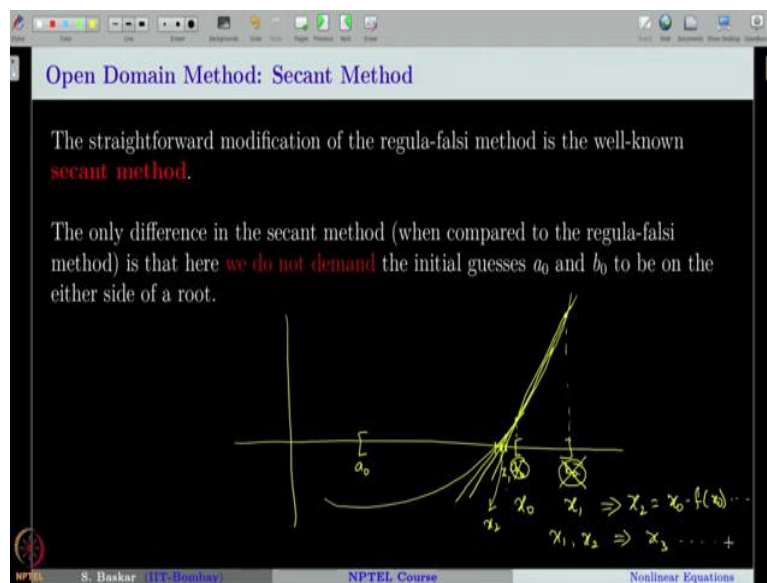 Open Domain Method: Secant Method
The straightforward modification of the regula-falsi method is the well-known
secant method.
The only difference in the secant method (when compared to the regula-falsi
method) is that here we do not demand the initial guesses a₀ and b₀ to be on the
either side of a root.
a₀
x₂
x₀ x₁ ⇒ x₂ = x₀ - f(x₀) ...
x₁, x₂ ⇒ x₃ .....
NPTEL S. Baskar (IIT-Bombay) NPTEL Course Nonlinear Equations